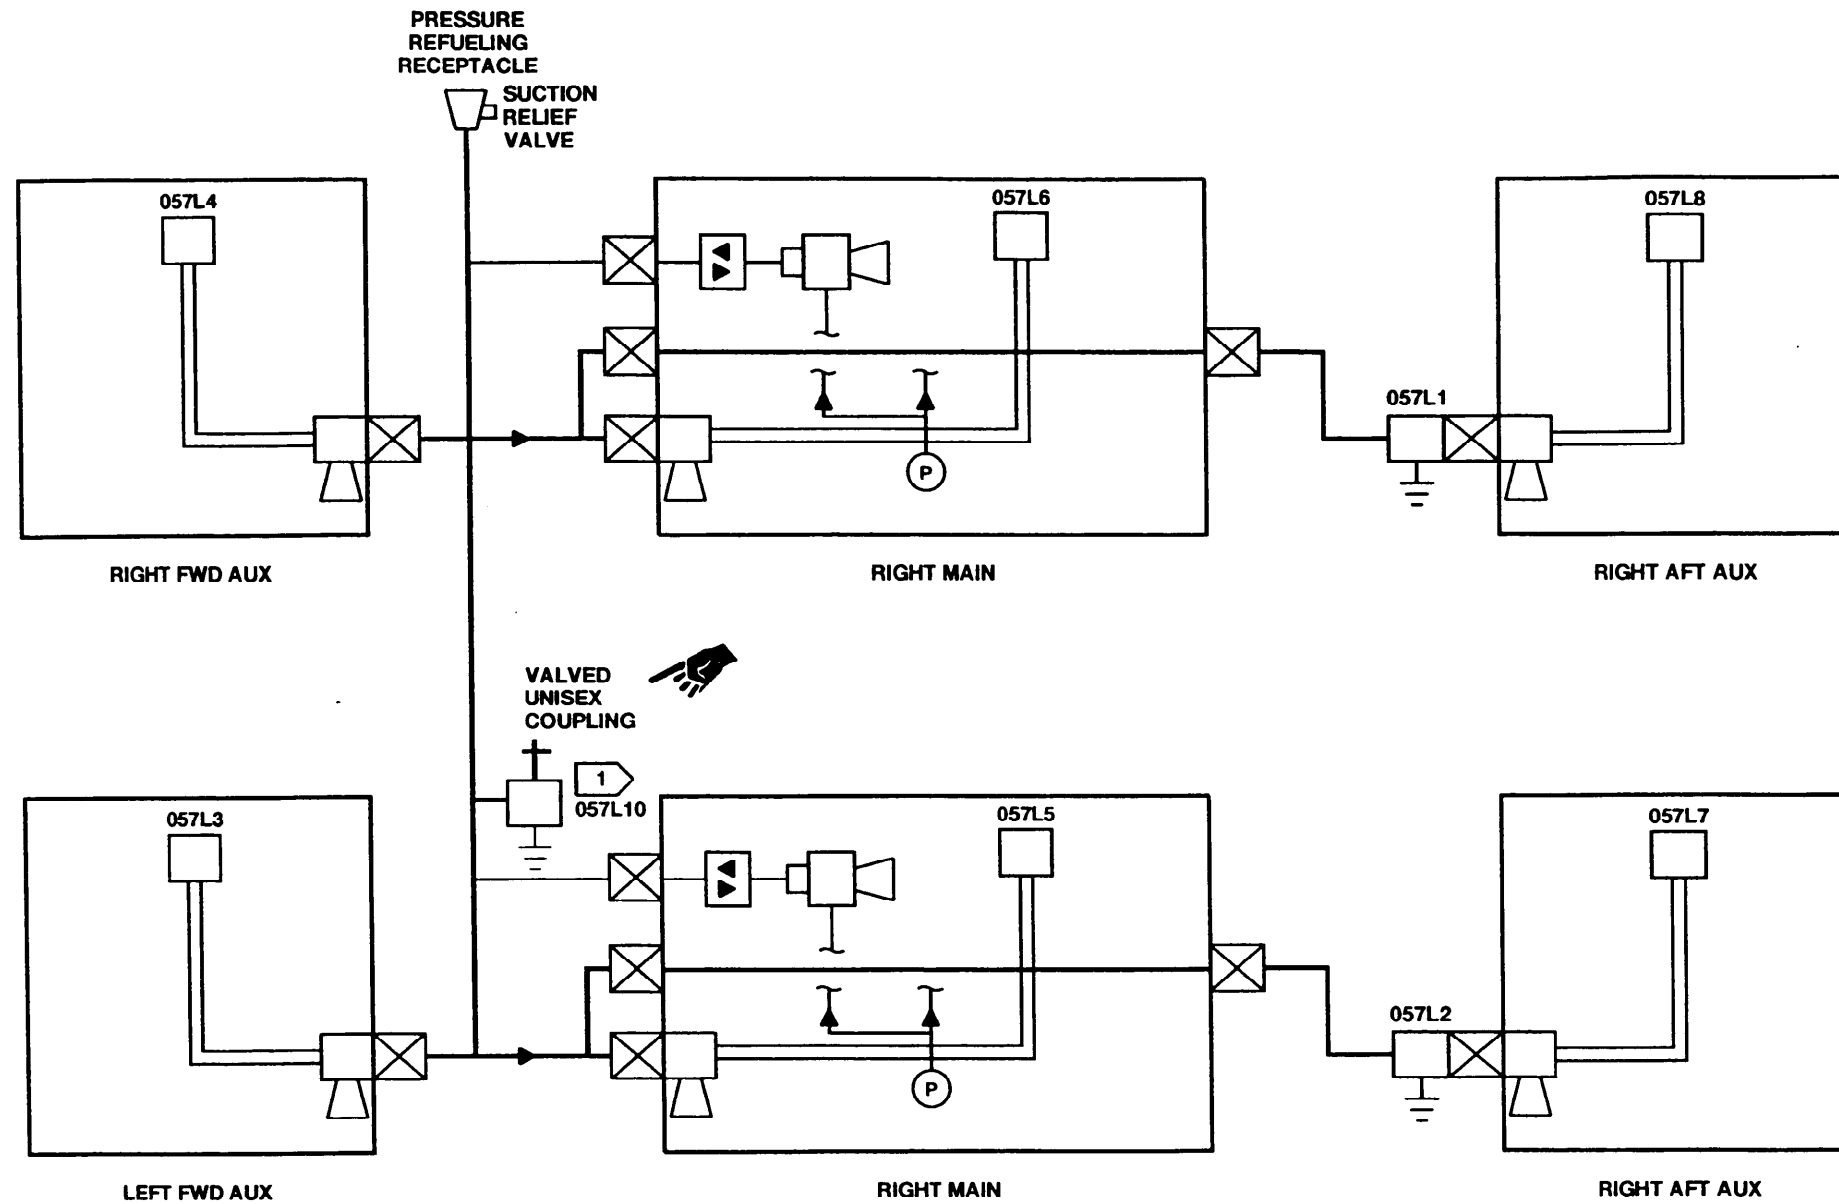 PRESSURE
REFUELING
RECEPTACLE
SUCTION
RELIEF
VALVE
057L4
057L6
057L8
057L1
P
RIGHT FWD AUX
RIGHT MAIN
RIGHT AFT AUX
VALVED
UNISEX
COUPLING
1
057L10
057L3
057L5
057L7
057L2
P
LEFT FWD AUX
RIGHT MAIN
RIGHT AFT AUX